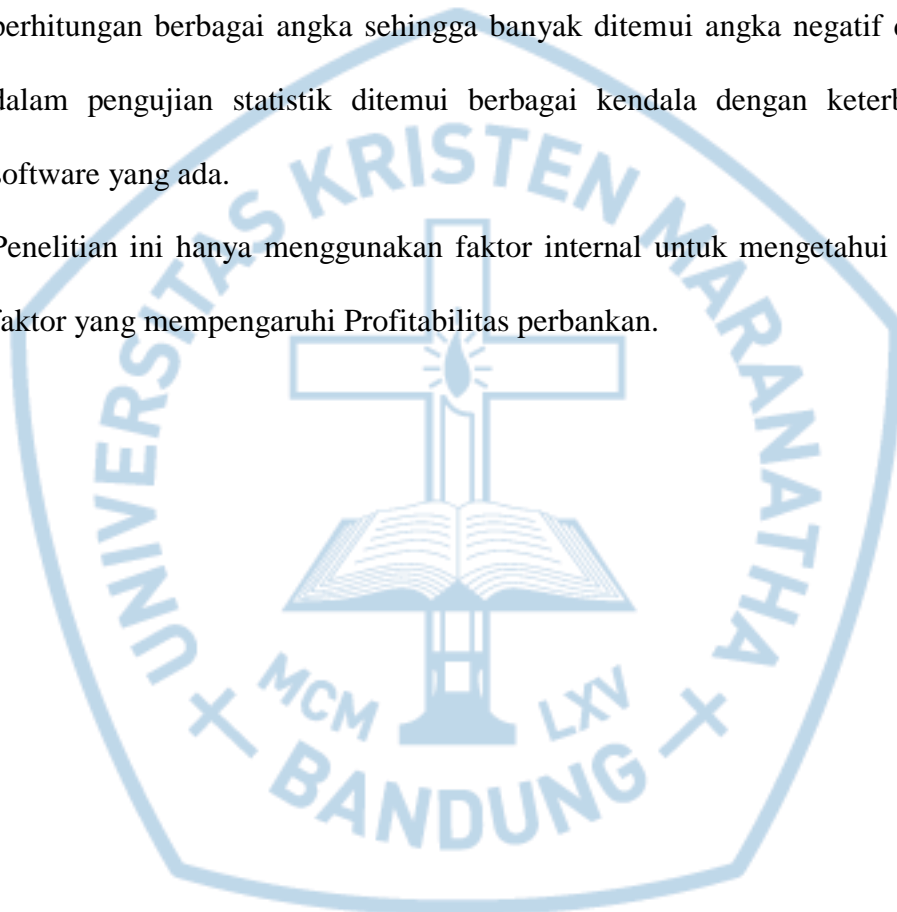 perhitungan berbagai angka sehingga banyak ditemui angka negatif
dalam pengujian statistik ditemui berbagai kendala dengan
software yang ada.
Penelitian ini hanya menggunakan faktor internal untuk mengetahui
faktor yang mempengaruhi Profitabilitas perbankan.
UNIVERSITAS KRISTEN MARANATHA
MCM LXV
BANDUNG